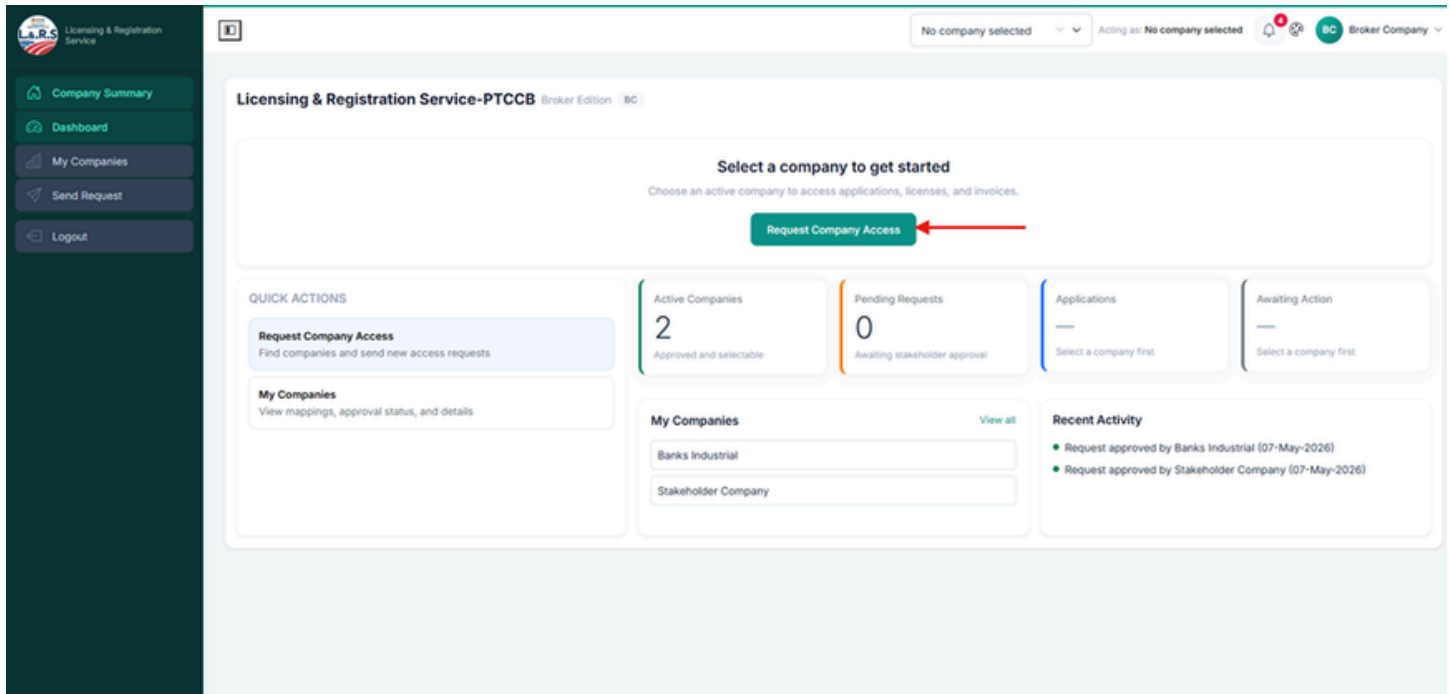 L.&.R.S
Licensing & Registration
Service
Company Summary
Dashboard
My Companies
Send Request
Logout
No company selected
Acting as: No company selected
4
BC
Broker Company
Licensing & Registration Service-PTCCB Broker Edition BC
Select a company to get started
Choose an active company to access applications, licenses, and invoices.
Request Company Access
QUICK ACTIONS
Request Company Access
Find companies and send new access requests
My Companies
View mappings, approval status, and details
Active Companies
2
Approved and selectable
Pending Requests
0
Awaiting stakeholder approval
Applications
—
Select a company first
Awaiting Action
—
Select a company first
My Companies
View all
Banks Industrial
Stakeholder Company
Recent Activity
Request approved by Banks Industrial (07-May-2026)
Request approved by Stakeholder Company (07-May-2026)